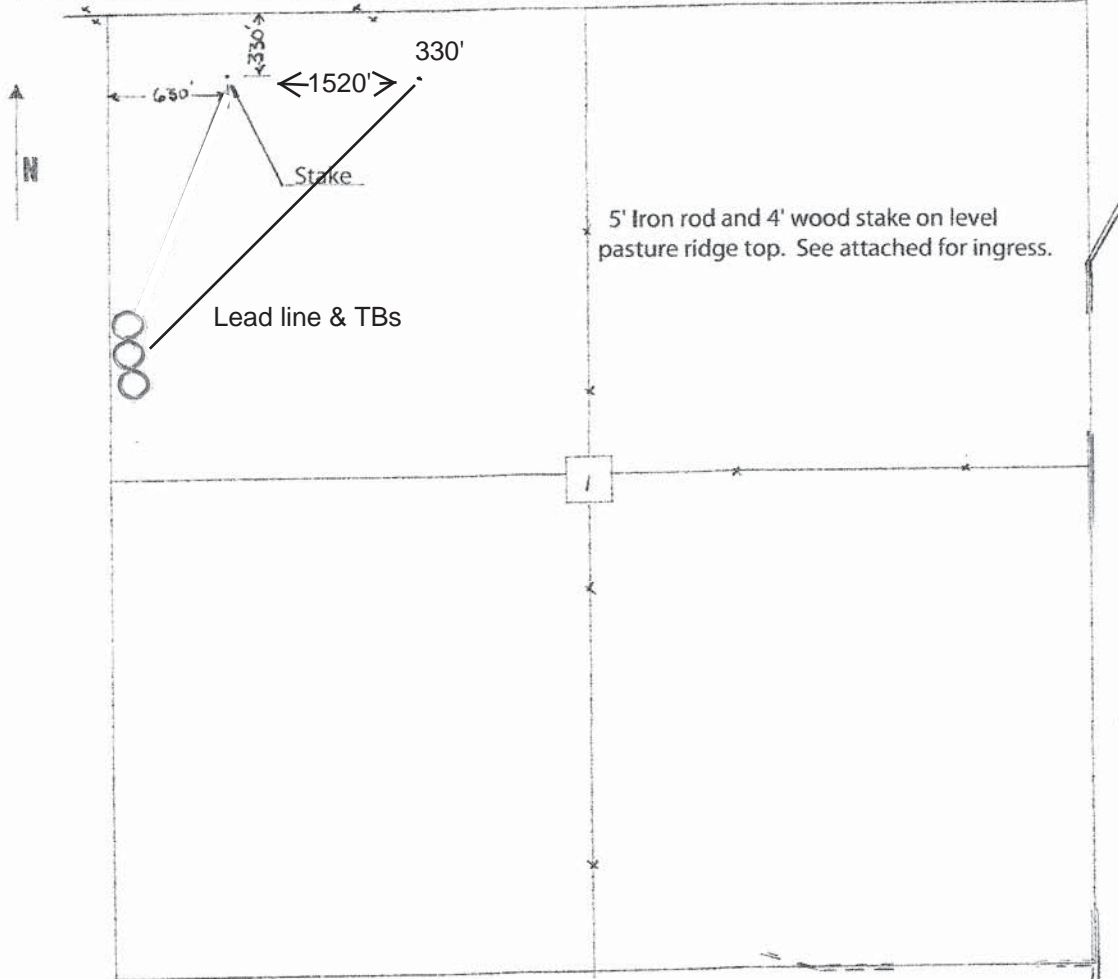 330'
330'
1520'
630'
N
Stake
5' Iron rod and 4' wood stake on level
pasture ridge top. See attached for ingress.
Lead line & TBs
1